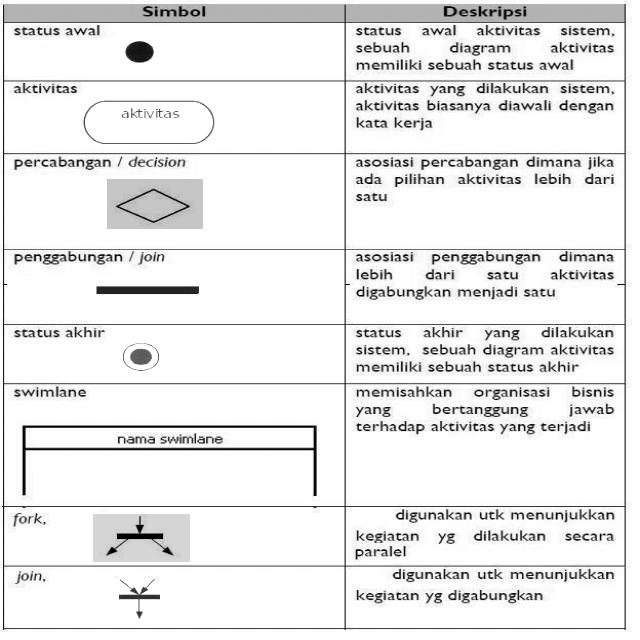 Simbol
Deskripsi
status awal
status awal aktivitas sistem,
sebuah diagram aktivitas
memiliki sebuah status awal
aktivitas
aktivitas
aktivitas yang dilakukan sistem,
aktivitas biasanya diawali dengan
kata kerja
percabangan / decision
asosiasi percabangan dimana jika
ada pilihan aktivitas lebih dari
satu
penggabungan / join
asosiasi penggabungan dimana
lebih dari satu aktivitas
digabungkan menjadi satu
status akhir
status akhir yang dilakukan
sistem, sebuah diagram aktivitas
memiliki sebuah status akhir
swimlane
nama swimlane
memisahkan organisasi bisnis
yang bertanggung jawab
terhadap aktivitas yang terjadi
fork,
digunakan utk menunjukkan
kegiatan yg dilakukan secara
paralel
join,
digunakan utk menunjukkan
kegiatan yg digabungkan